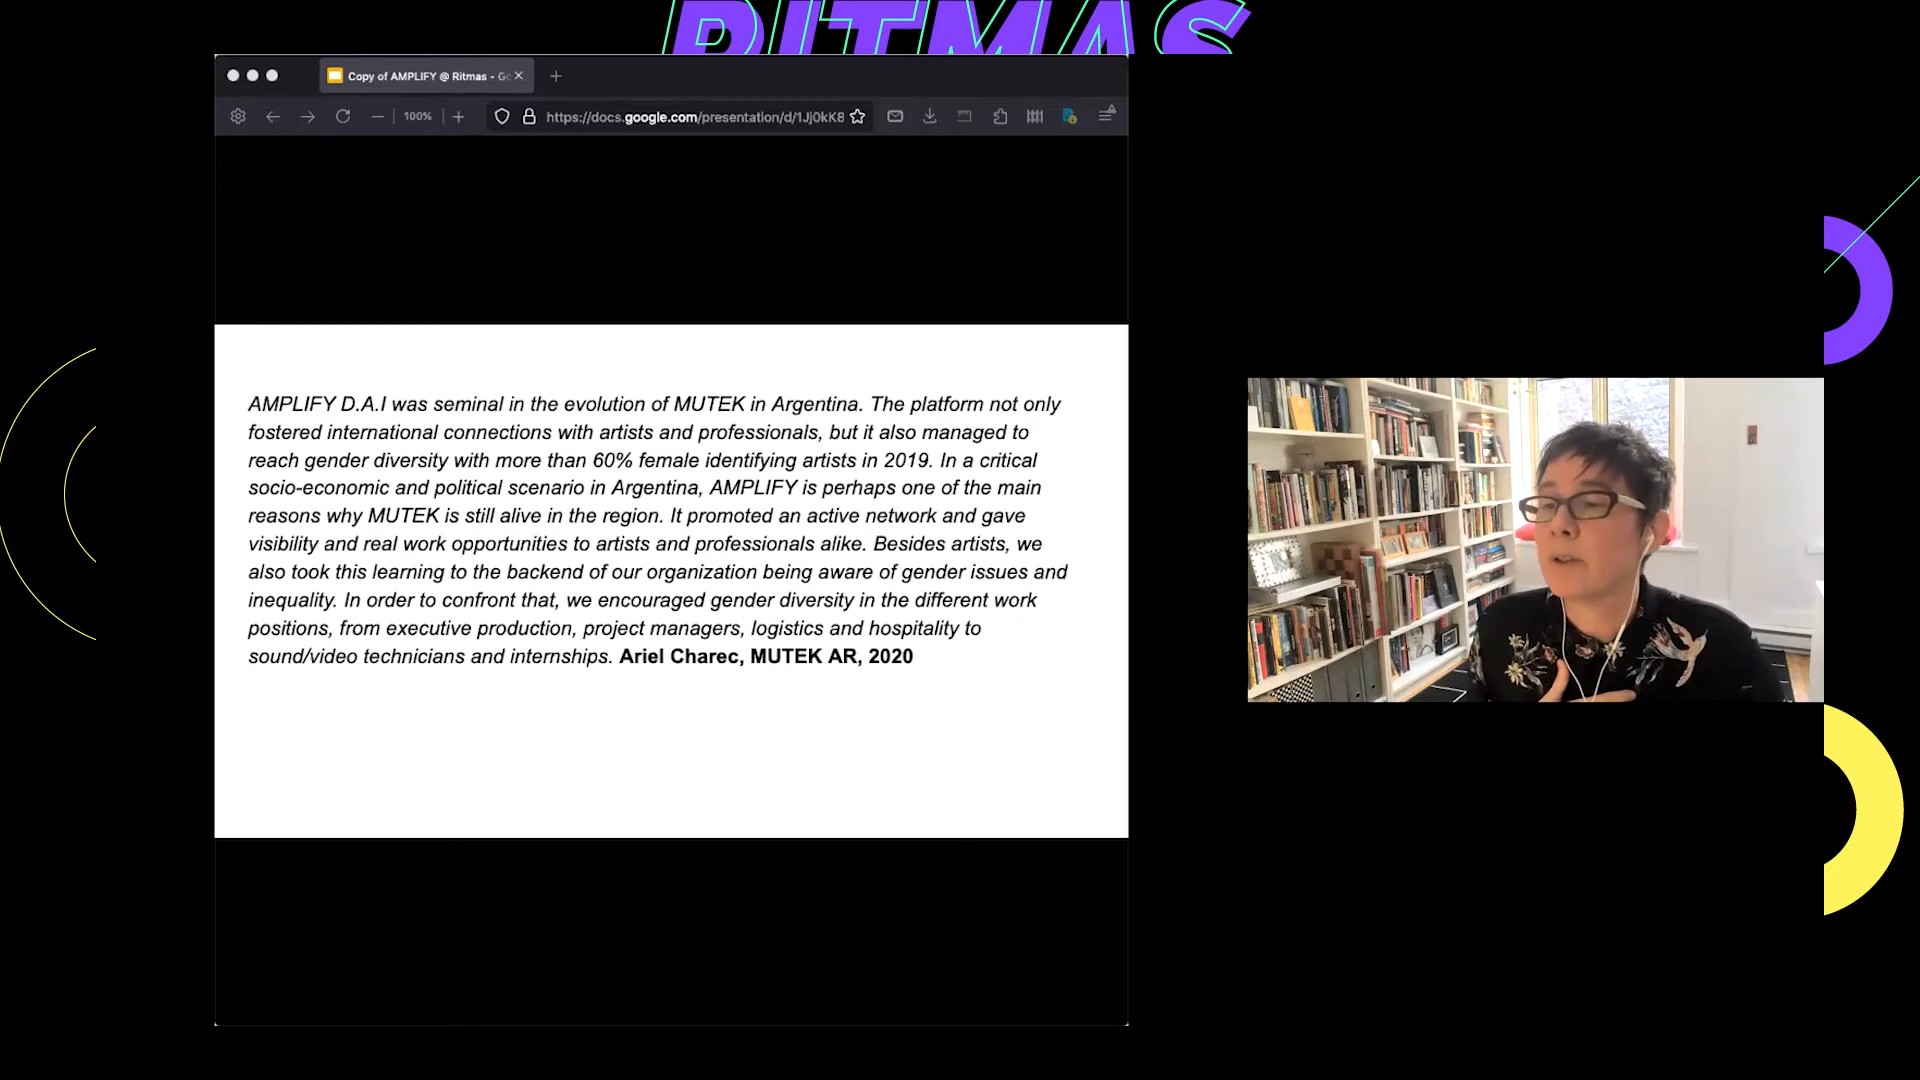 RITMAS
Copy of AMPLIFY @ Ritmas - Go
100%
https://docs.google.com/presentation/d/1Jj0kK8
AMPLIFY D.A.I was seminal in the evolution of MUTEK in Argentina. The platform not only
fostered international connections with artists and professionals, but it also managed to
reach gender diversity with more than 60% female identifying artists in 2019. In a critical
socio-economic and political scenario in Argentina, AMPLIFY is perhaps one of the main
reasons why MUTEK is still alive in the region. It promoted an active network and gave
visibility and real work opportunities to artists and professionals alike. Besides artists, we
also took this learning to the backend of our organization being aware of gender issues and
inequality. In order to confront that, we encouraged gender diversity in the different work
positions, from executive production, project managers, logistics and hospitality to
sound/video technicians and internships. Ariel Charec, MUTEK AR, 2020